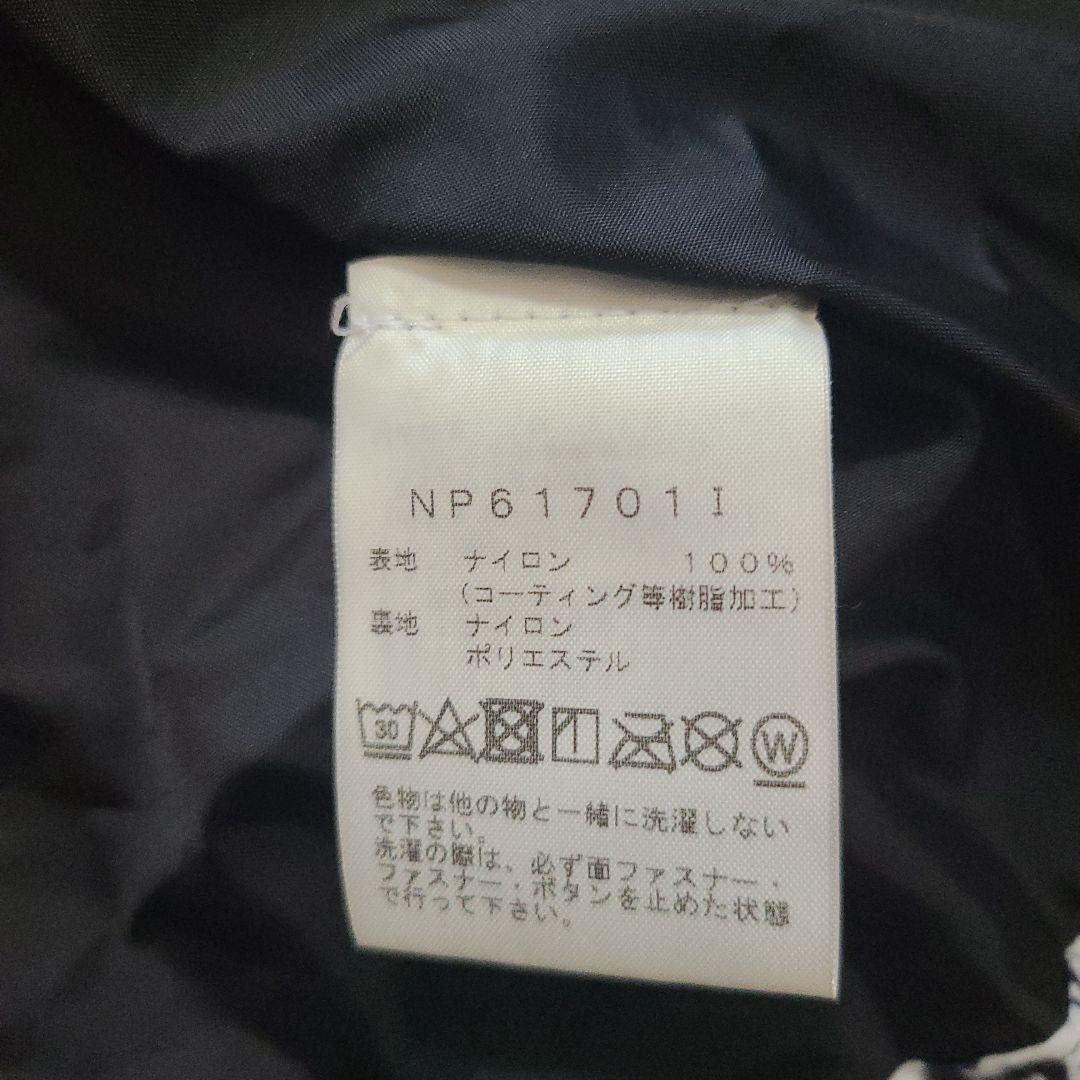 NP61701I
表地 ナイロン 100%
(コーティング等樹脂加工)
裏地 ナイロン
ポリエステル
30 W
色物は他の物と一緒に洗濯しない
で下さい。
洗濯の際は、必ず面ファスナー・
ファスナー・ボタンを止めた状態
で行って下さい。